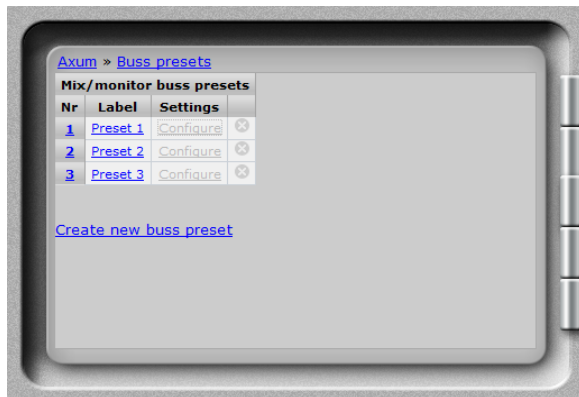 Axum » Buss presets
Mix/monitor buss presets
Nr Label Settings
1 Preset 1 Configure
2 Preset 2 Configure
3 Preset 3 Configure
Create new buss preset